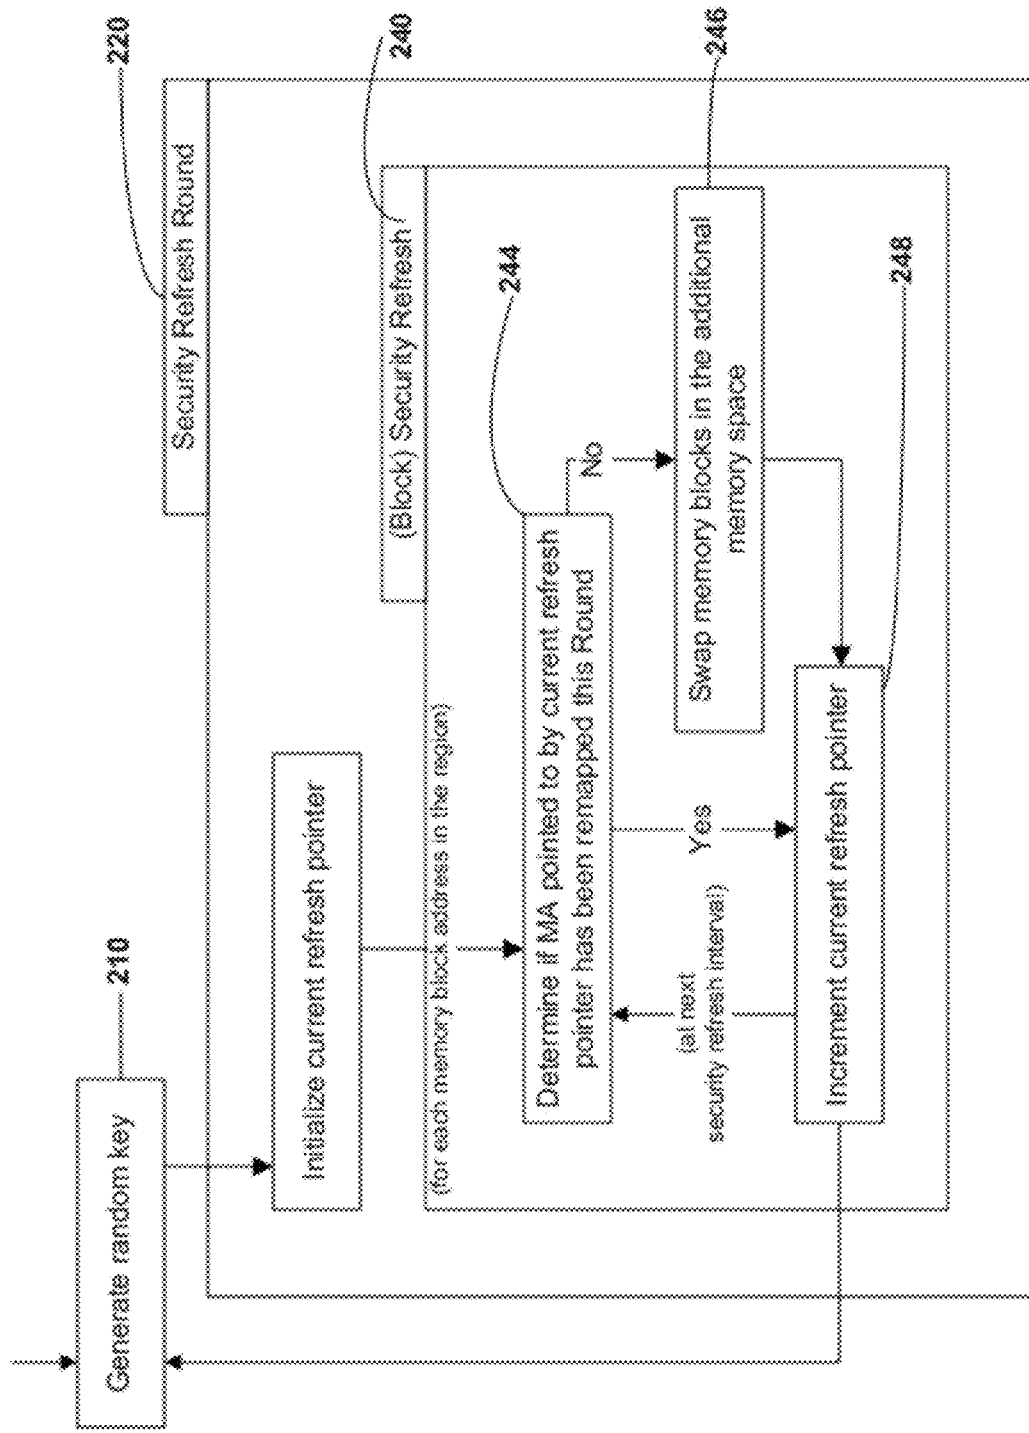 Generate random key
210
220
Security Refresh Round
Initialize current refresh pointer
240
(Block) Security Refresh
(for each memory block address in the region)
244
Determine if MA pointed to by current refresh
pointer has been remapped this Round
No
246
Swap memory blocks in the additional
memory space
Yes
(at next
security refresh interval)
248
Increment current refresh pointer